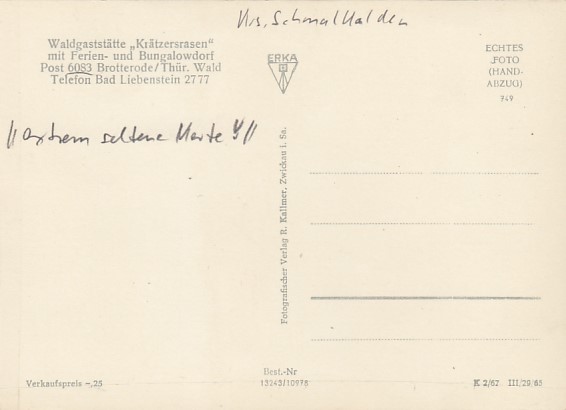 Krs. Schmalkalden
Waldgaststätte „Krätzersrasen“
mit Ferien- und Bungalowdorf
Post 6083 Brotterode/Thür. Wald
Telefon Bad Liebenstein 2777
ERKA
ECHTES
FOTO
(HAND-
ABZUG)
949
// extrem seltene Karte !//
Fotografischer Verlag R. Kallmer, Zwickau i. Sa.
Verkaufspreis -,25
Best.-Nr
13243/10978
K 2/67 III/29/65